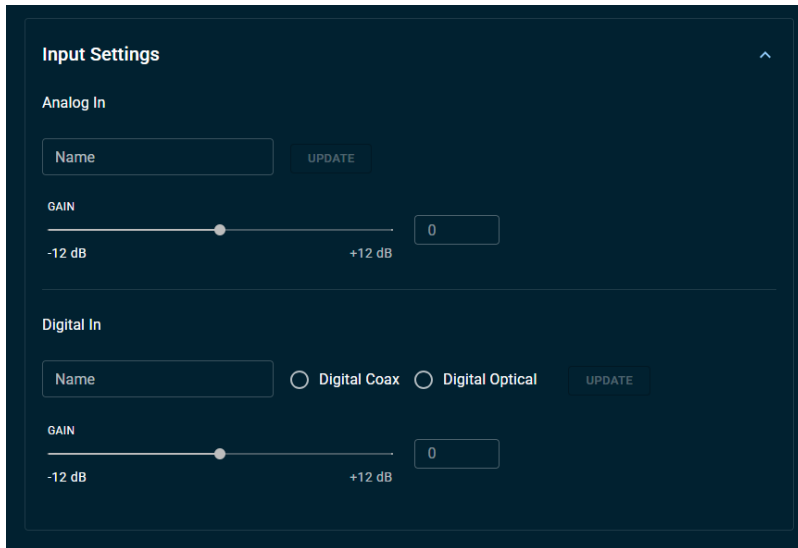 Input Settings
Analog In
Name UPDATE
GAIN
0
-12 dB +12 dB
Digital In
Name Digital Coax Digital Optical UPDATE
GAIN
0
-12 dB +12 dB